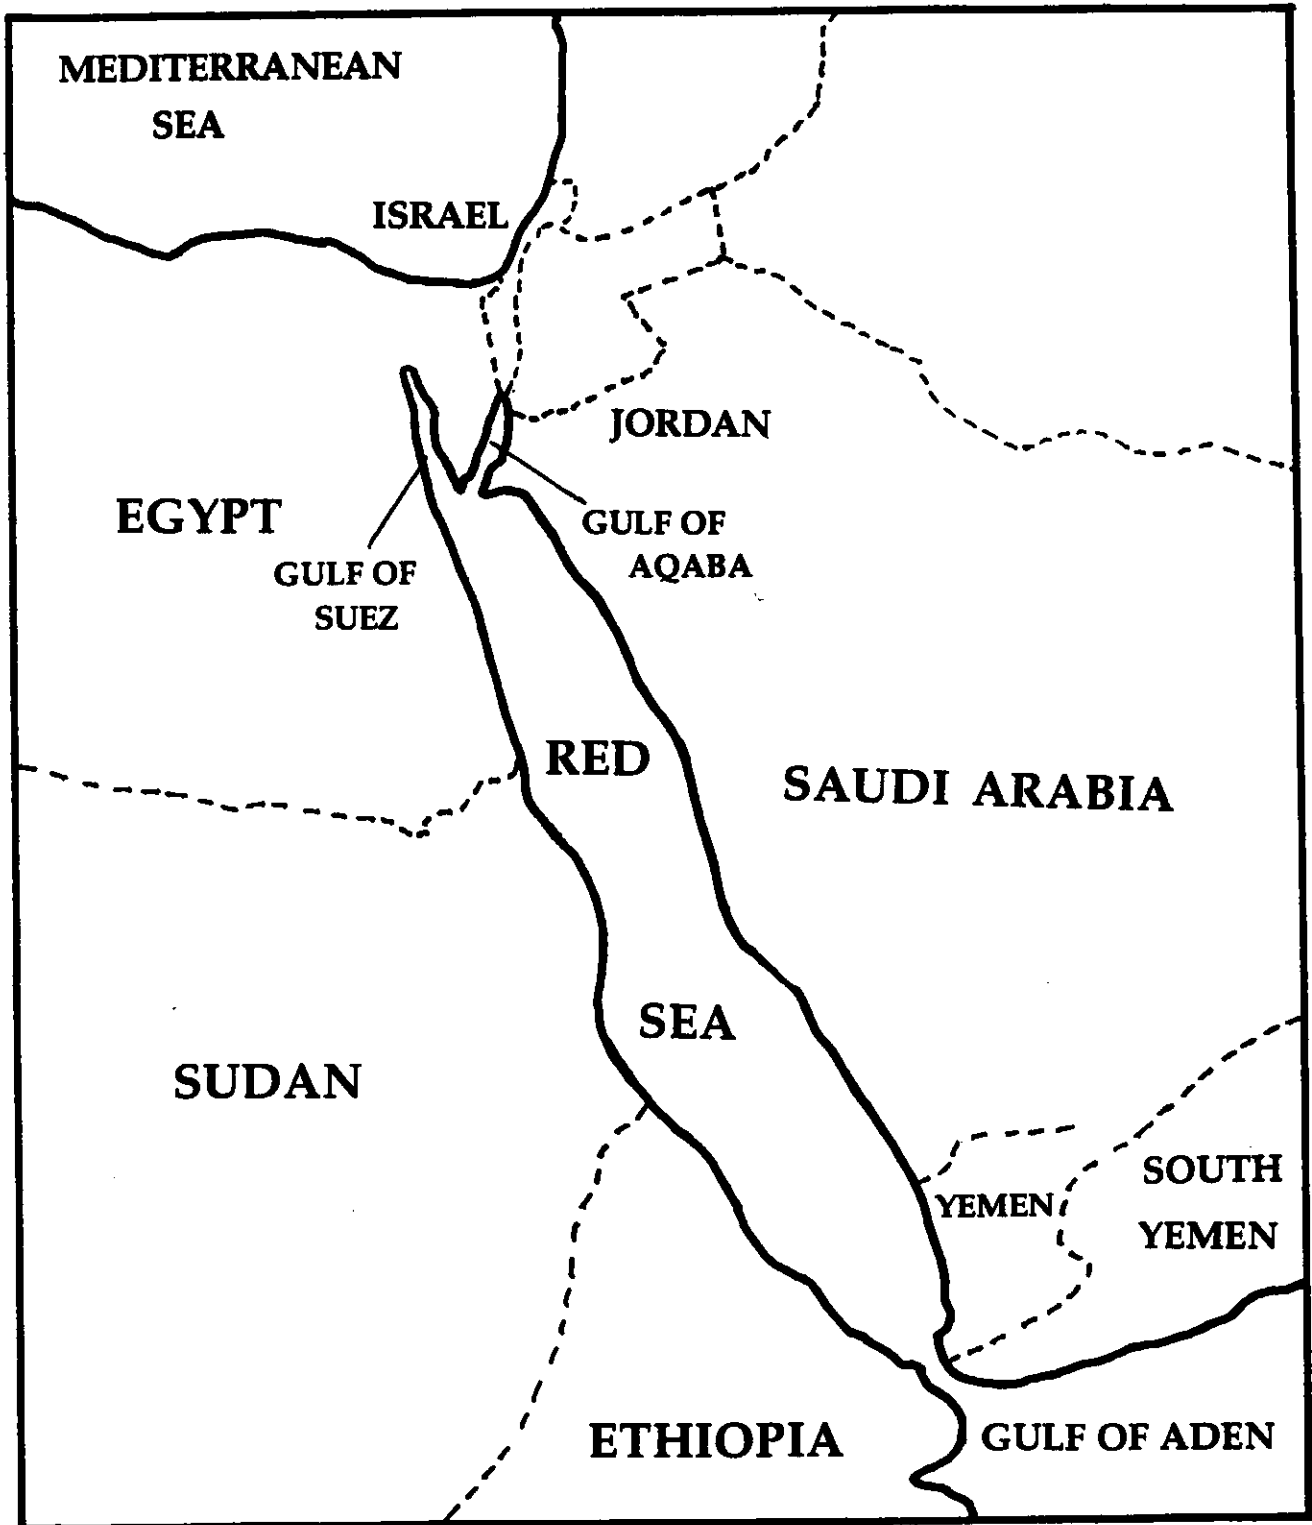 MEDITERRANEAN
SEA
ISRAEL
JORDAN
EGYPT
GULF OF
AQABA
GULF OF
SUEZ
RED
SAUDI ARABIA
SEA
SUDAN
SOUTH
YEMEN
YEMEN
ETHIOPIA
GULF OF ADEN